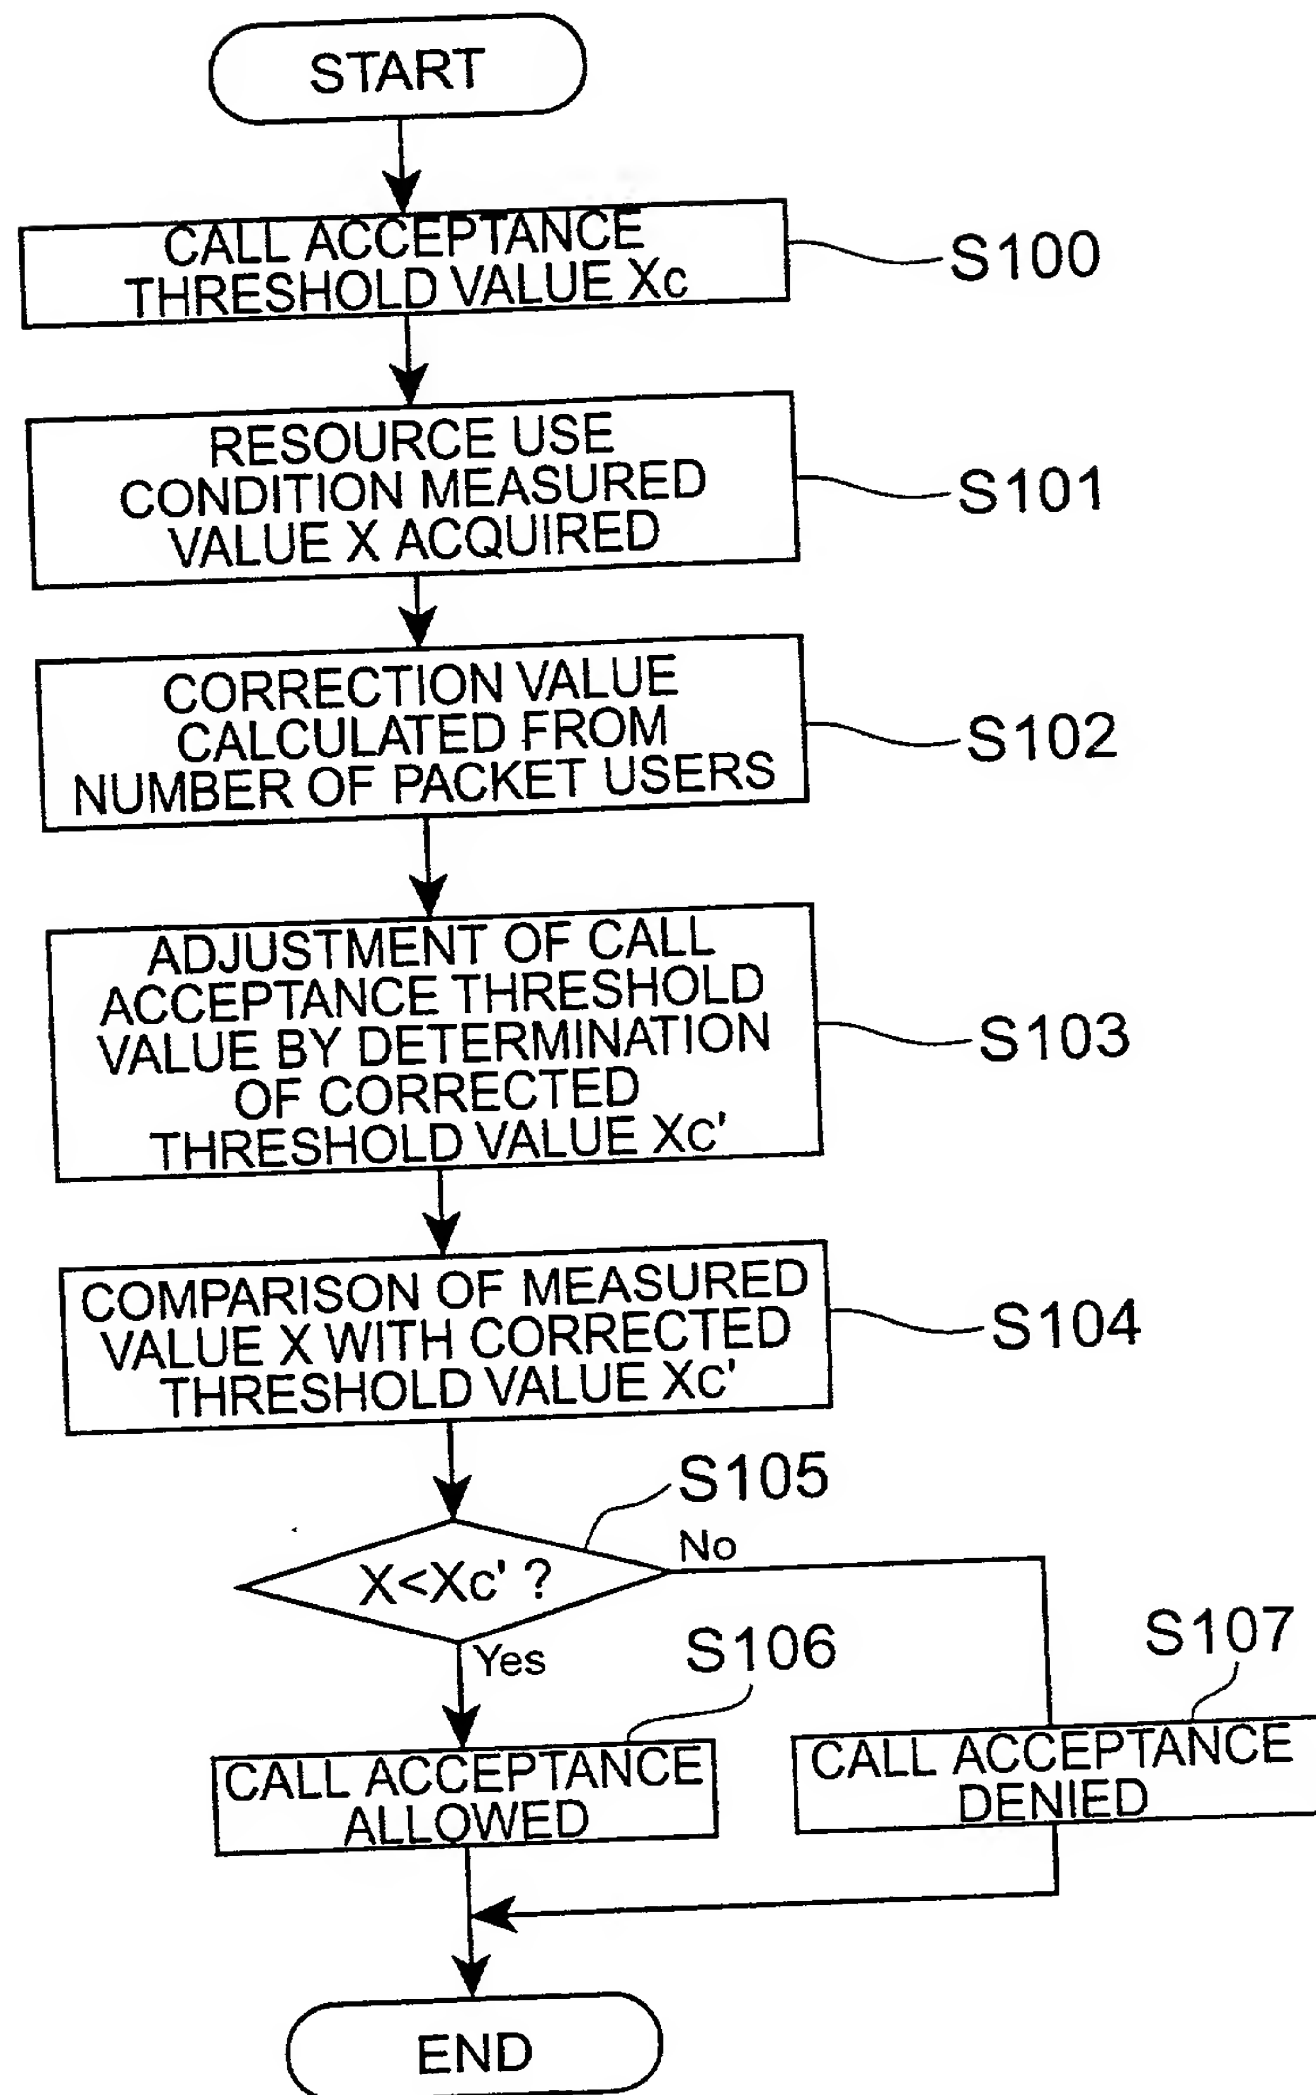 START
CALL ACCEPTANCE
THRESHOLD VALUE Xc
S100
RESOURCE USE
CONDITION MEASURED
VALUE X ACQUIRED
S101
CORRECTION VALUE
CALCULATED FROM
NUMBER OF PACKET USERS
S102
ADJUSTMENT OF CALL
ACCEPTANCE THRESHOLD
VALUE BY DETERMINATION
OF CORRECTED
THRESHOLD VALUE Xc'
S103
COMPARISON OF MEASURED
VALUE X WITH CORRECTED
THRESHOLD VALUE Xc'
S104
S105
X<Xc' ?
No
Yes
S106
S107
CALL ACCEPTANCE
ALLOWED
CALL ACCEPTANCE
DENIED
END